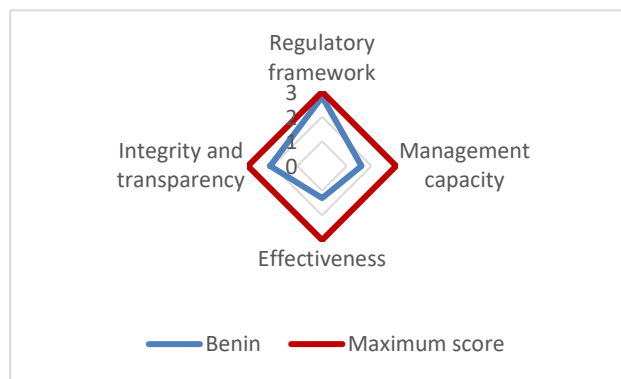 Regulatory
framework
3
2
1
0
Integrity and
transparency
Management
capacity
Effectiveness
Benin
Maximum score